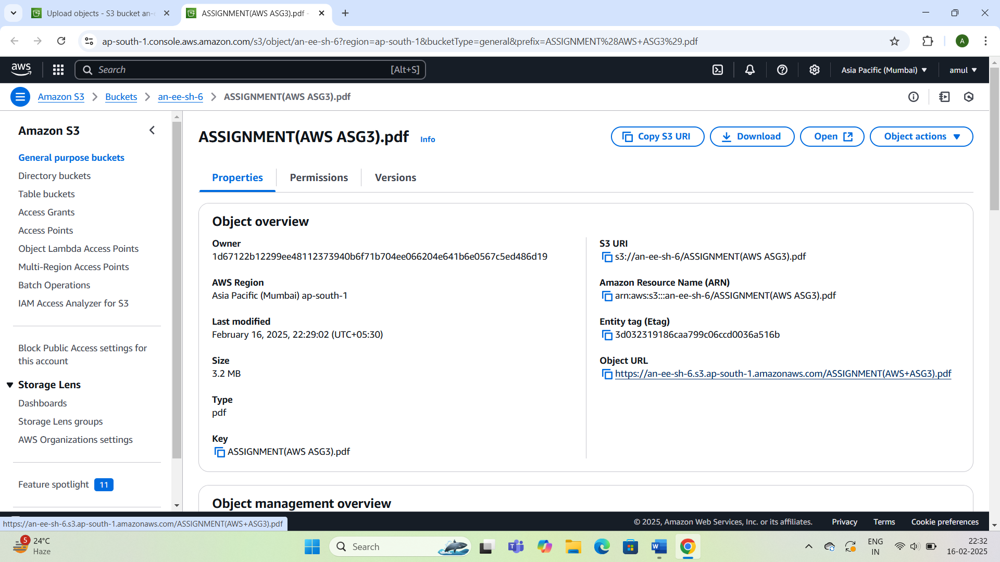 Upload objects - S3 bucket an-e
ASSIGNMENT(AWS ASG3).pdf -
ap-south-1.console.aws.amazon.com/s3/object/an-ee-sh-6?region=ap-south-1&bucketType=general&prefix=ASSIGNMENT%28AWS+ASG3%29.pdf
A
aws
Search
[Alt+S]
Asia Pacific (Mumbai)
amul
Amazon S3
Buckets
an-ee-sh-6
ASSIGNMENT(AWS ASG3).pdf
Amazon S3
General purpose buckets
Directory buckets
Table buckets
Access Grants
Access Points
Object Lambda Access Points
Multi-Region Access Points
Batch Operations
IAM Access Analyzer for S3
Block Public Access settings for
this account
Storage Lens
Dashboards
Storage Lens groups
AWS Organizations settings
Feature spotlight 11
ASSIGNMENT(AWS ASG3).pdf Info
Copy S3 URI
Download
Open
Object actions
Properties
Permissions
Versions
Object overview
Owner
1d67122b12299ee48112373940b6f71b704ee066204e641b6e0567c5ed486d19
AWS Region
Asia Pacific (Mumbai) ap-south-1
Last modified
February 16, 2025, 22:29:02 (UTC+05:30)
Size
3.2 MB
Type
pdf
Key
ASSIGNMENT(AWS ASG3).pdf
S3 URI
s3://an-ee-sh-6/ASSIGNMENT(AWS ASG3).pdf
Amazon Resource Name (ARN)
arn:aws:s3:::an-ee-sh-6/ASSIGNMENT(AWS ASG3).pdf
Entity tag (Etag)
3d032319186caa799c06ccd0036a516b
Object URL
https://an-ee-sh-6.s3.ap-south-1.amazonaws.com/ASSIGNMENT(AWS+ASG3).pdf
Object management overview
https://an-ee-sh-6.s3.ap-south-1.amazonaws.com/ASSIGNMENT(AWS+ASG3).pdf
© 2025, Amazon Web Services, Inc. or its affiliates.
Privacy
Terms
Cookie preferences
5
24°C
Haze
Search
ENG
IN
22:32
16-02-2025